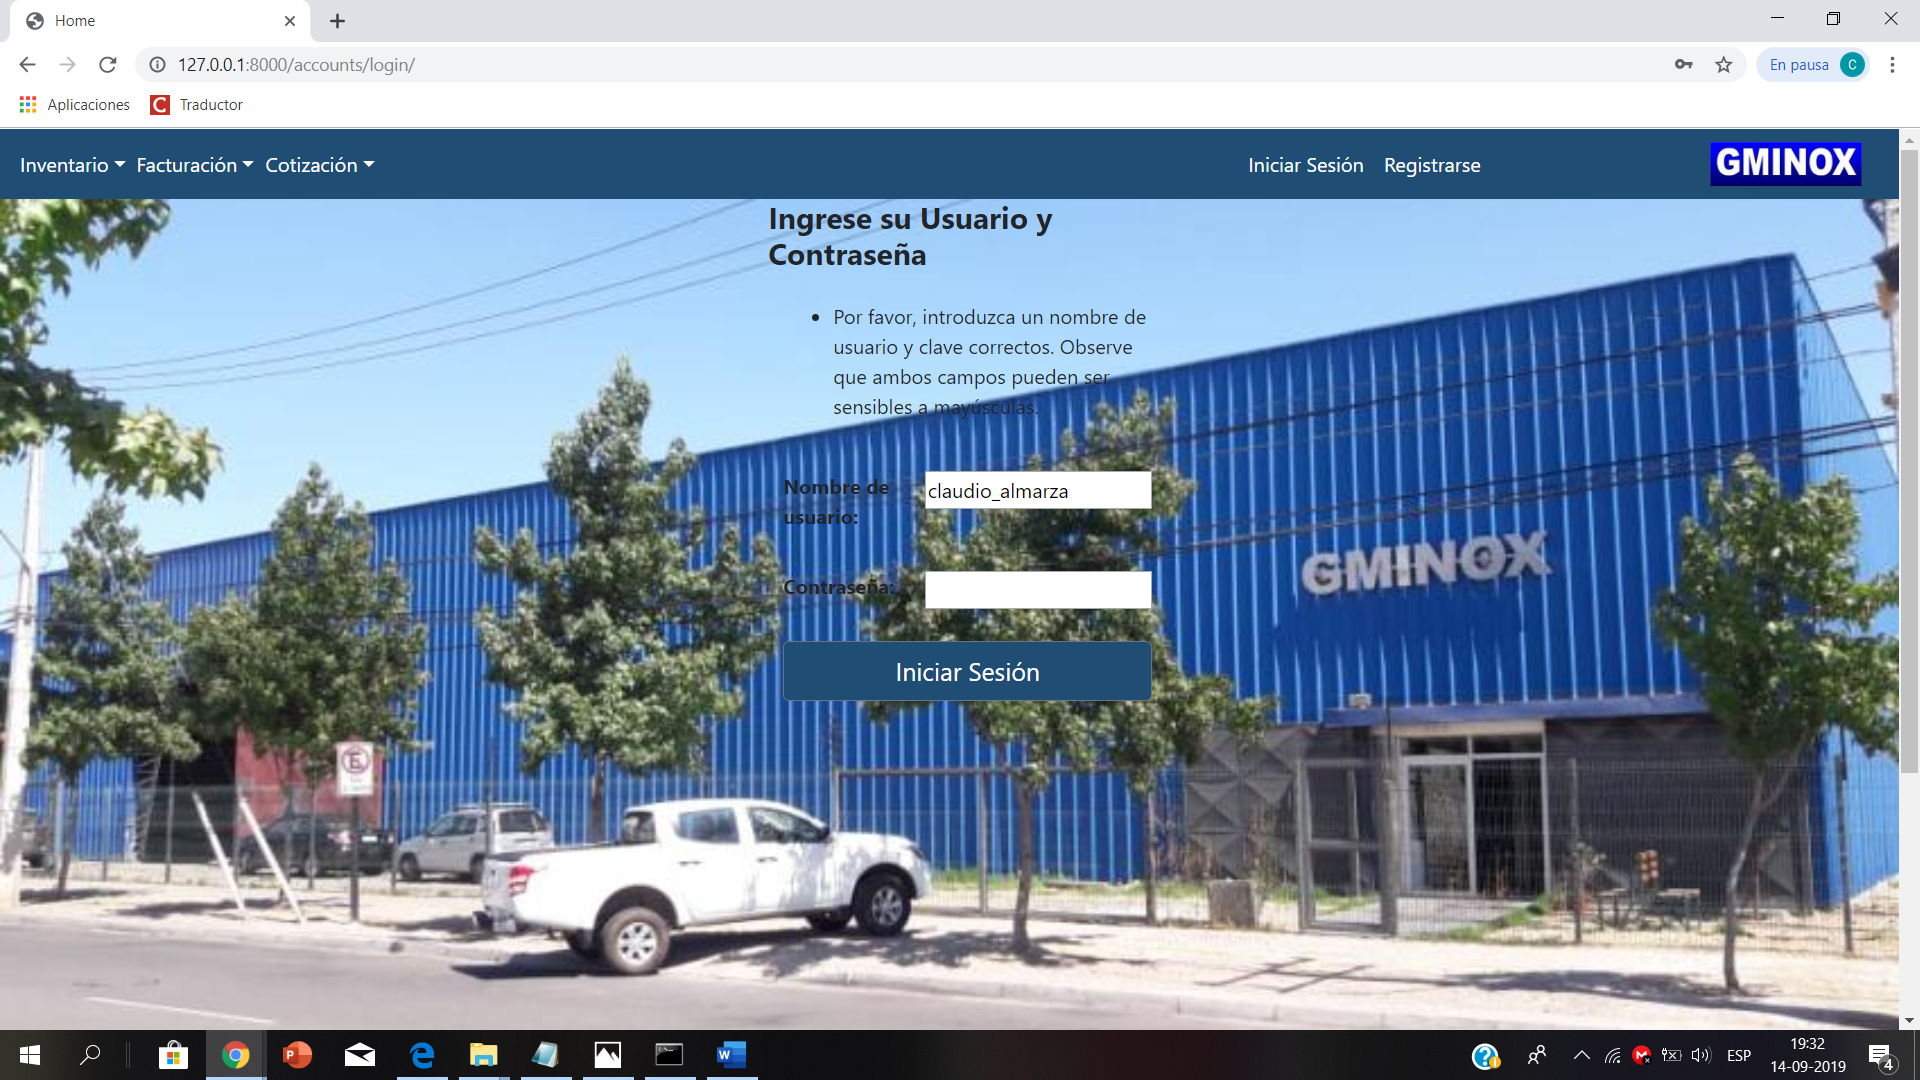 Home
127.0.0.1:8000/accounts/login/
En pausa
C
Aplicaciones
C
Traductor
Inventario
Facturación
Cotización
Iniciar Sesión
Registrarse
GMINOX
Ingrese su Usuario y
Contraseña
Por favor, introduzca un nombre de
usuario y clave correctos. Observe
que ambos campos pueden ser
sensibles a mayúsculas.
Nombre de
usuario:
claudio_almarza
Contraseña:
Iniciar Sesión
GMINOX
E
ESP
19:32
14-09-2019
4